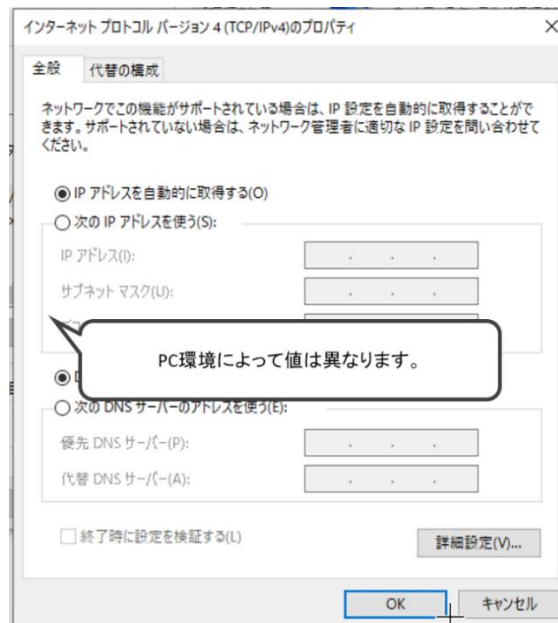 インターネット プロトコル バージョン 4 (TCP/IPv4)のプロパティ
全般
代替の構成
ネットワークでこの機能がサポートされている場合は、IP 設定を自動的に取得することがで
きます。サポートされていない場合は、ネットワーク管理者に適切な IP 設定を問い合わせて
ください。
IP アドレスを自動的に取得する(O)
次の IP アドレスを使う(S):
IP アドレス(I):
サブネット マスク(U):
PC環境によって値は異なります。
次の DNS サーバーのアドレスを使う(E):
優先 DNS サーバー(P):
代替 DNS サーバー(A):
終了時に設定を検証する(L)
詳細設定(V)...
OK
キャンセル